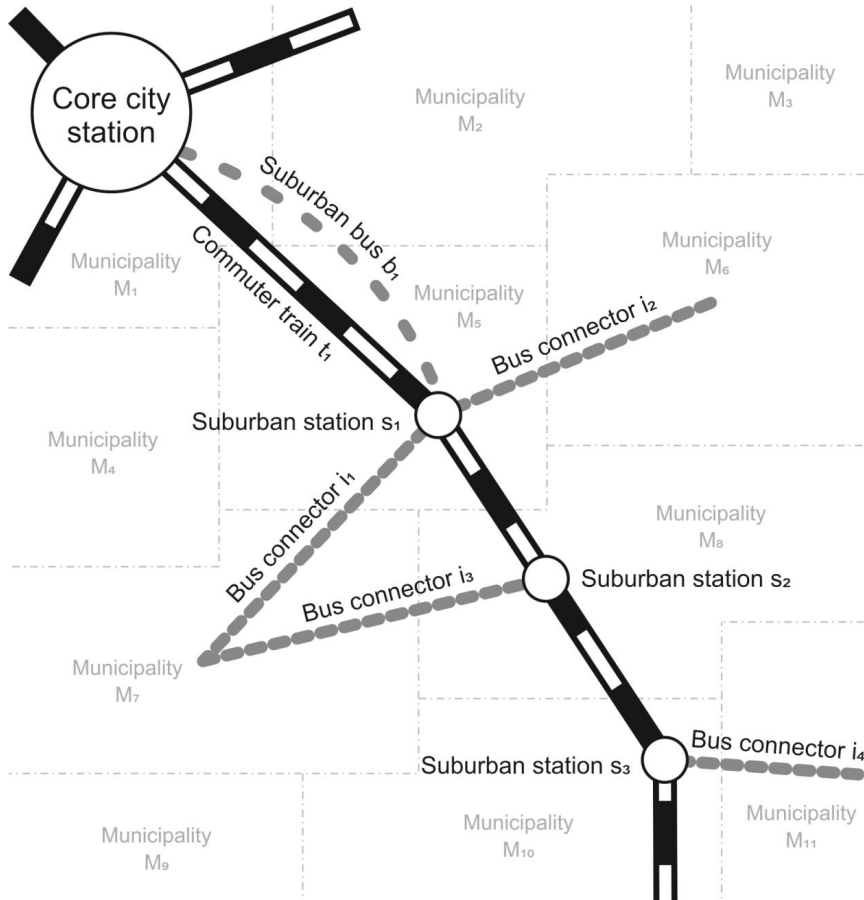 Core city
station
Municipality
M₂
Municipality
M₃
Suburban bus b₁
Commuter train t₁
Municipality
M₁
Municipality
M₅
Municipality
M₆
Bus connector i₂
Suburban station s₁
Municipality
M₄
Bus connector i₁
Municipality
M₈
Bus connector i₃
Suburban station s₂
Municipality
M₇
Suburban station s₃
Bus connector i₄
Municipality
M₉
Municipality
M₁₀
Municipality
M₁₁